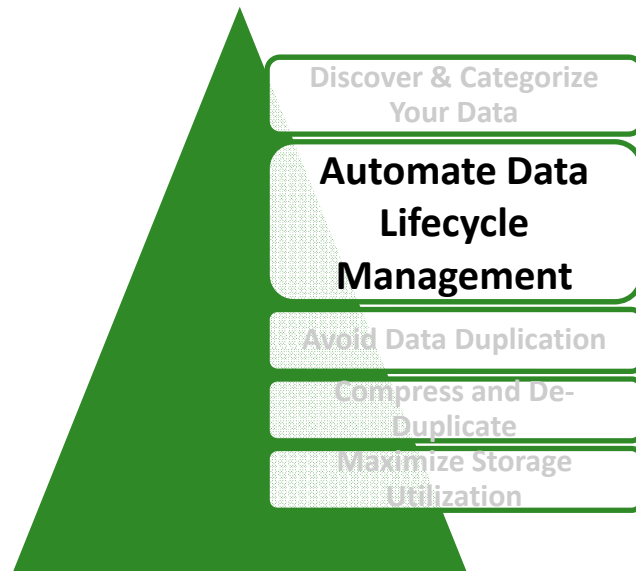 Discover & Categorize
Your Data
Automate Data
Lifecycle
Management
Avoid Data Duplication
Compress and De-
Duplicate
Maximize Storage
Utilization